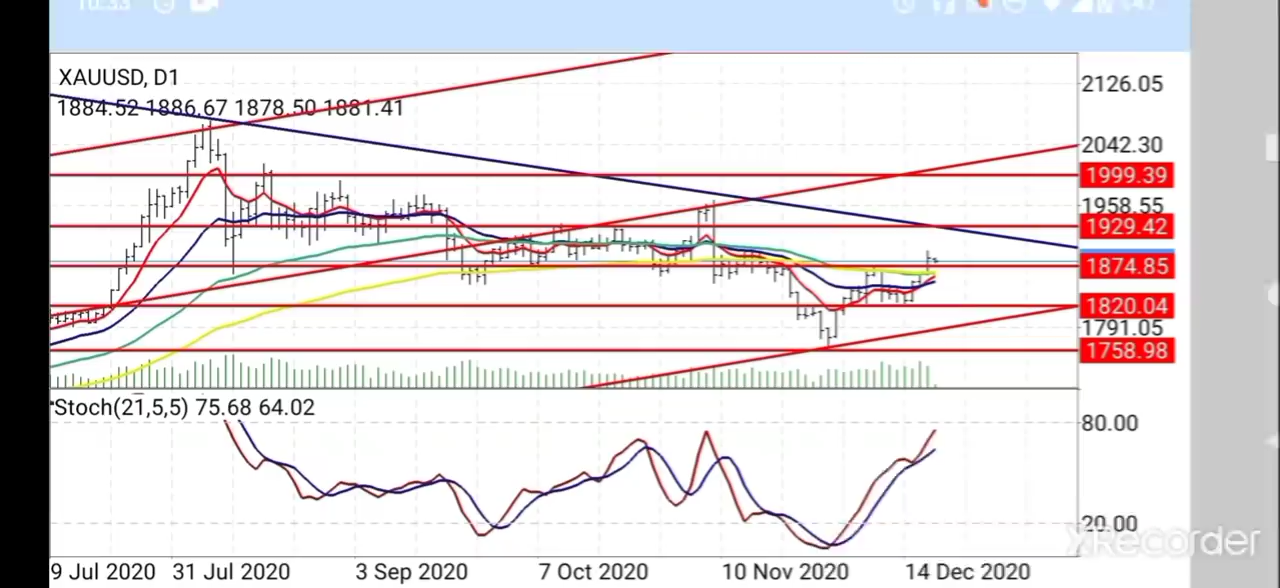 10:33
XAUUSD, D1
1884.52 1886.67 1878.50 1881.41
2126.05
2042.30
1999.39
1958.55
1929.42
1874.85
1820.04
1791.05
1758.98
Stoch(21,5,5) 75.68 64.02
80.00
20.00
XRecorder
9 Jul 2020 31 Jul 2020 3 Sep 2020 7 Oct 2020 10 Nov 2020 14 Dec 2020